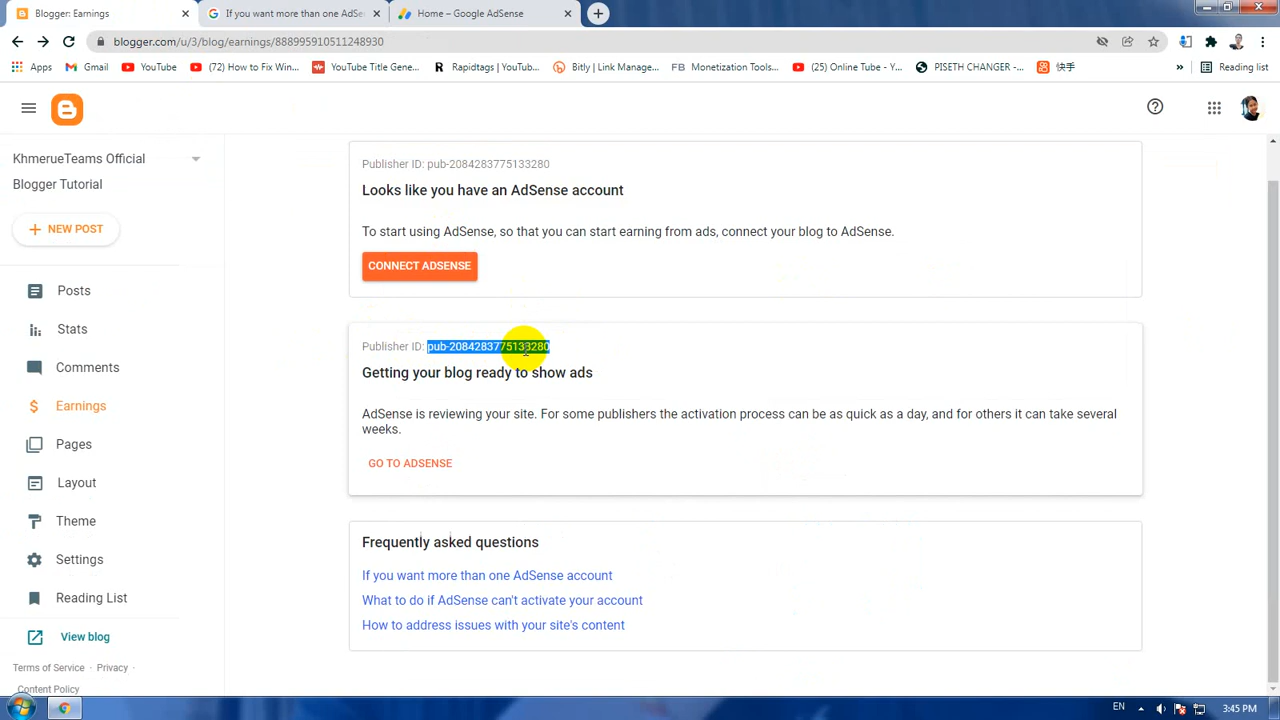 Blogger: Earnings
If you want more than one AdSe
Home – Google AdSense
blogger.com/u/3/blog/earnings/888995910511248930
Apps
Gmail
YouTube
(72) How to Fix Win...
YouTube Title Gene...
Rapidtags | YouTub...
Bitly | Link Manage...
FB
Monetization Tools...
(25) Online Tube - Y...
PISETH CHANGER -...
快手
»
Reading list
KhmerueTeams Official
Blogger Tutorial
+ NEW POST
Posts
Stats
Comments
Earnings
Pages
Layout
Theme
Settings
Reading List
View blog
Terms of Service · Privacy ·
Content Policy
Publisher ID: pub-2084283775133280
Looks like you have an AdSense account
To start using AdSense, so that you can start earning from ads, connect your blog to AdSense.
CONNECT ADSENSE
Publisher ID: pub-2084283775133280
Getting your blog ready to show ads
AdSense is reviewing your site. For some publishers the activation process can be as quick as a day, and for others it can take several
weeks.
GO TO ADSENSE
Frequently asked questions
If you want more than one AdSense account
What to do if AdSense can't activate your account
How to address issues with your site's content
EN
3:45 PM